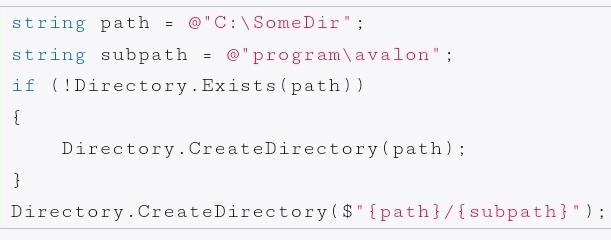 string path = @"C:\SomeDir";
string subpath = @"program\avalon";
if (!Directory.Exists(path))
{
    Directory.CreateDirectory(path);
}
Directory.CreateDirectory($"{path}/{subpath}");